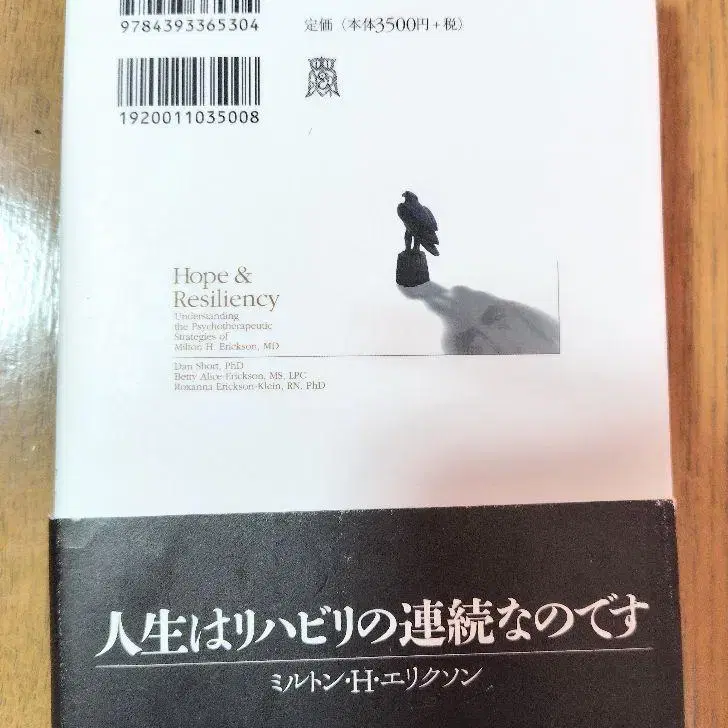 9784393365304
定価（本体3500円+税）
1920011035008
Hope &
Resiliency
Understanding
the Psychotherapeutic
Strategies of
Milton H. Erickson, MD
Dan Short, PhD
Betty Alice Erickson, MS, LPC
Roxanna Erickson-Klein, RN, PhD
人生はリハビリの連続なのです
ミルトン・H・エリクソン